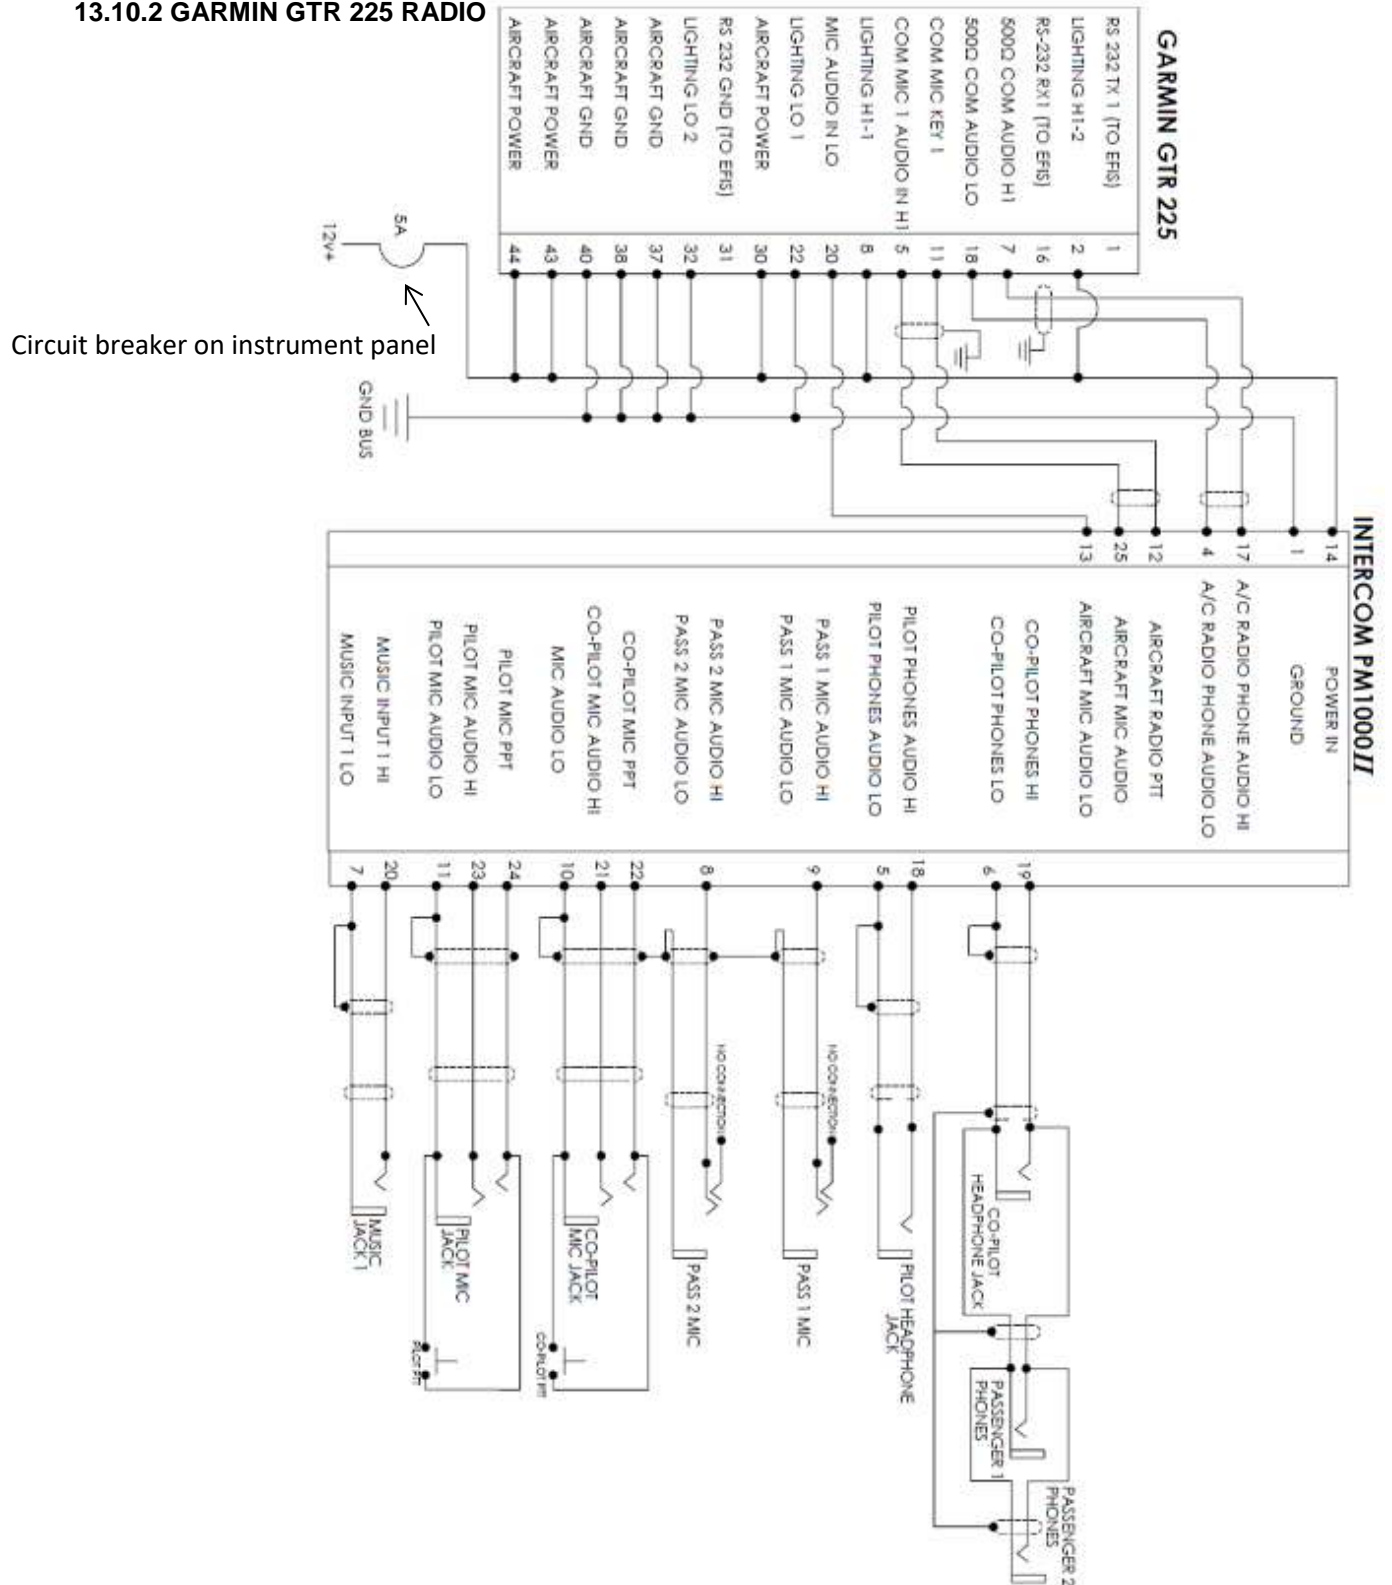 13.10.2 GARMIN GTR 225 RADIO
GARMIN GTR 225
RS 232 TX 1 (TO EFIS)
1
LIGHTING H1-2
2
RS-232 RX1 (TO EFIS)
16
500Ω COM AUDIO H1
7
500Ω COM AUDIO LO
18
COM MIC KEY 1
11
COM MIC 1 AUDIO IN H1
5
LIGHTING H1-1
8
MIC AUDIO IN LO
20
LIGHTING LO 1
22
AIRCRAFT POWER
30
RS 232 GND (TO EFIS)
31
LIGHTING LO 2
32
AIRCRAFT GND
37
AIRCRAFT GND
38
AIRCRAFT GND
40
AIRCRAFT POWER
43
AIRCRAFT POWER
44
5A
12v+
Circuit breaker on instrument panel
GND BUS
INTERCOM PM1000II
14
POWER IN
1
GROUND
17
A/C RADIO PHONE AUDIO HI
4
A/C RADIO PHONE AUDIO LO
12
AIRCRAFT RADIO PTT
25
AIRCRAFT MIC AUDIO
13
AIRCRAFT MIC AUDIO LO
CO-PILOT PHONES HI
19
CO-PILOT PHONES LO
6
PILOT PHONES AUDIO HI
18
PILOT PHONES AUDIO LO
5
PASS 1 MIC AUDIO HI
9
PASS 1 MIC AUDIO LO
PASS 2 MIC AUDIO HI
8
PASS 2 MIC AUDIO LO
CO-PILOT MIC PPT
22
CO-PILOT MIC AUDIO HI
21
MIC AUDIO LO
10
PILOT MIC PPT
24
PILOT MIC AUDIO HI
23
PILOT MIC AUDIO LO
11
MUSIC INPUT 1 HI
20
MUSIC INPUT 1 LO
7
NO CONNECTION
NO CONNECTION
CO-PILOT
HEADPHONE JACK
PASSENGER 1
PHONES
PASSENGER 2
PHONES
PILOT HEADPHONE
JACK
PASS 1 MIC
PASS 2 MIC
CO-PILOT
MIC JACK
CO-PILOT PTT
PILOT MIC
JACK
PILOT PTT
MUSIC
JACK 1